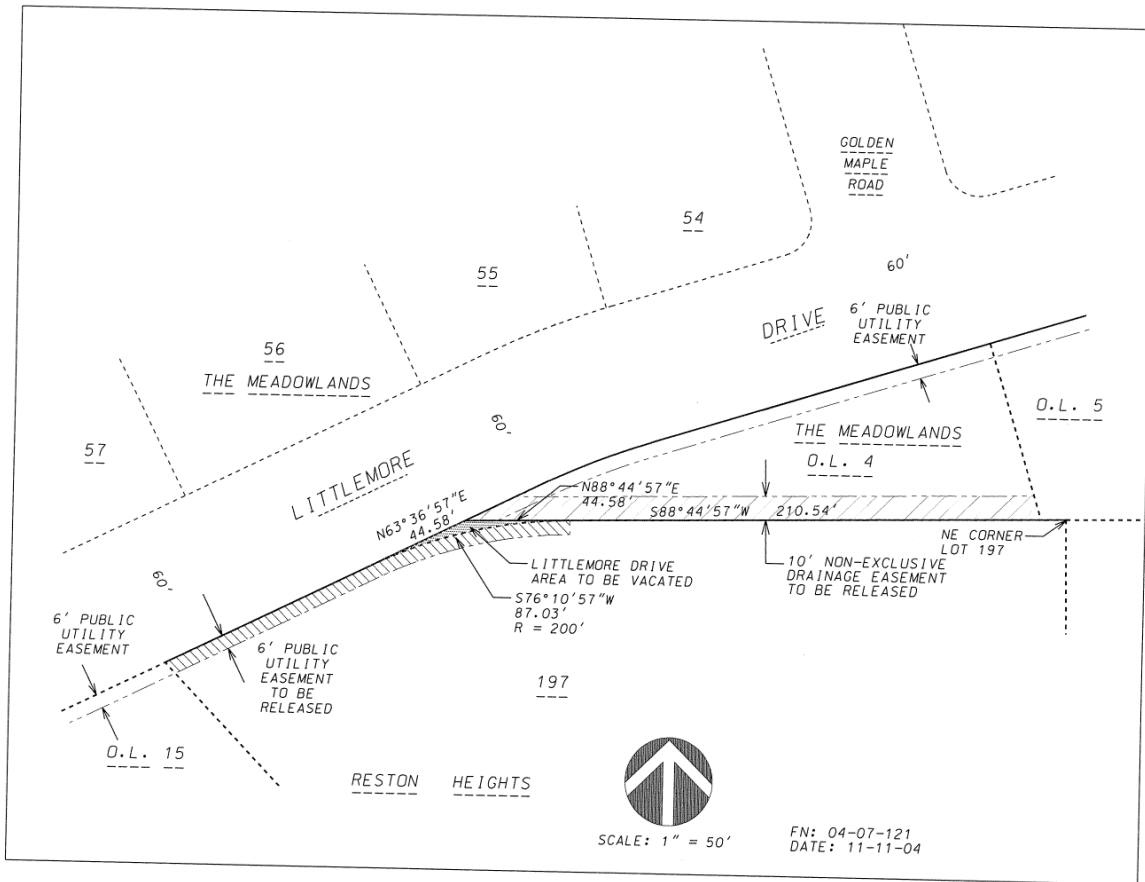 GOLDEN
MAPLE
ROAD
54
55
56
THE MEADOWLANDS
57
60'
DRIVE
6' PUBLIC
UTILITY
EASEMENT
O.L. 5
THE MEADOWLANDS
O.L. 4
60'
LITTLEMORE
N63°36'57"E
44.58'
N88°44'57"E
44.58'
S88°44'57"W 210.54'
NE CORNER
LOT 197
10' NON-EXCLUSIVE
DRAINAGE EASEMENT
TO BE RELEASED
LITTLEMORE DRIVE
AREA TO BE VACATED
S76°10'57"W
87.03'
R = 200'
60'
6' PUBLIC
UTILITY
EASEMENT
6' PUBLIC
UTILITY
EASEMENT
TO BE
RELEASED
197
O.L. 15
RESTON HEIGHTS
SCALE: 1" = 50'
FN: 04-07-121
DATE: 11-11-04